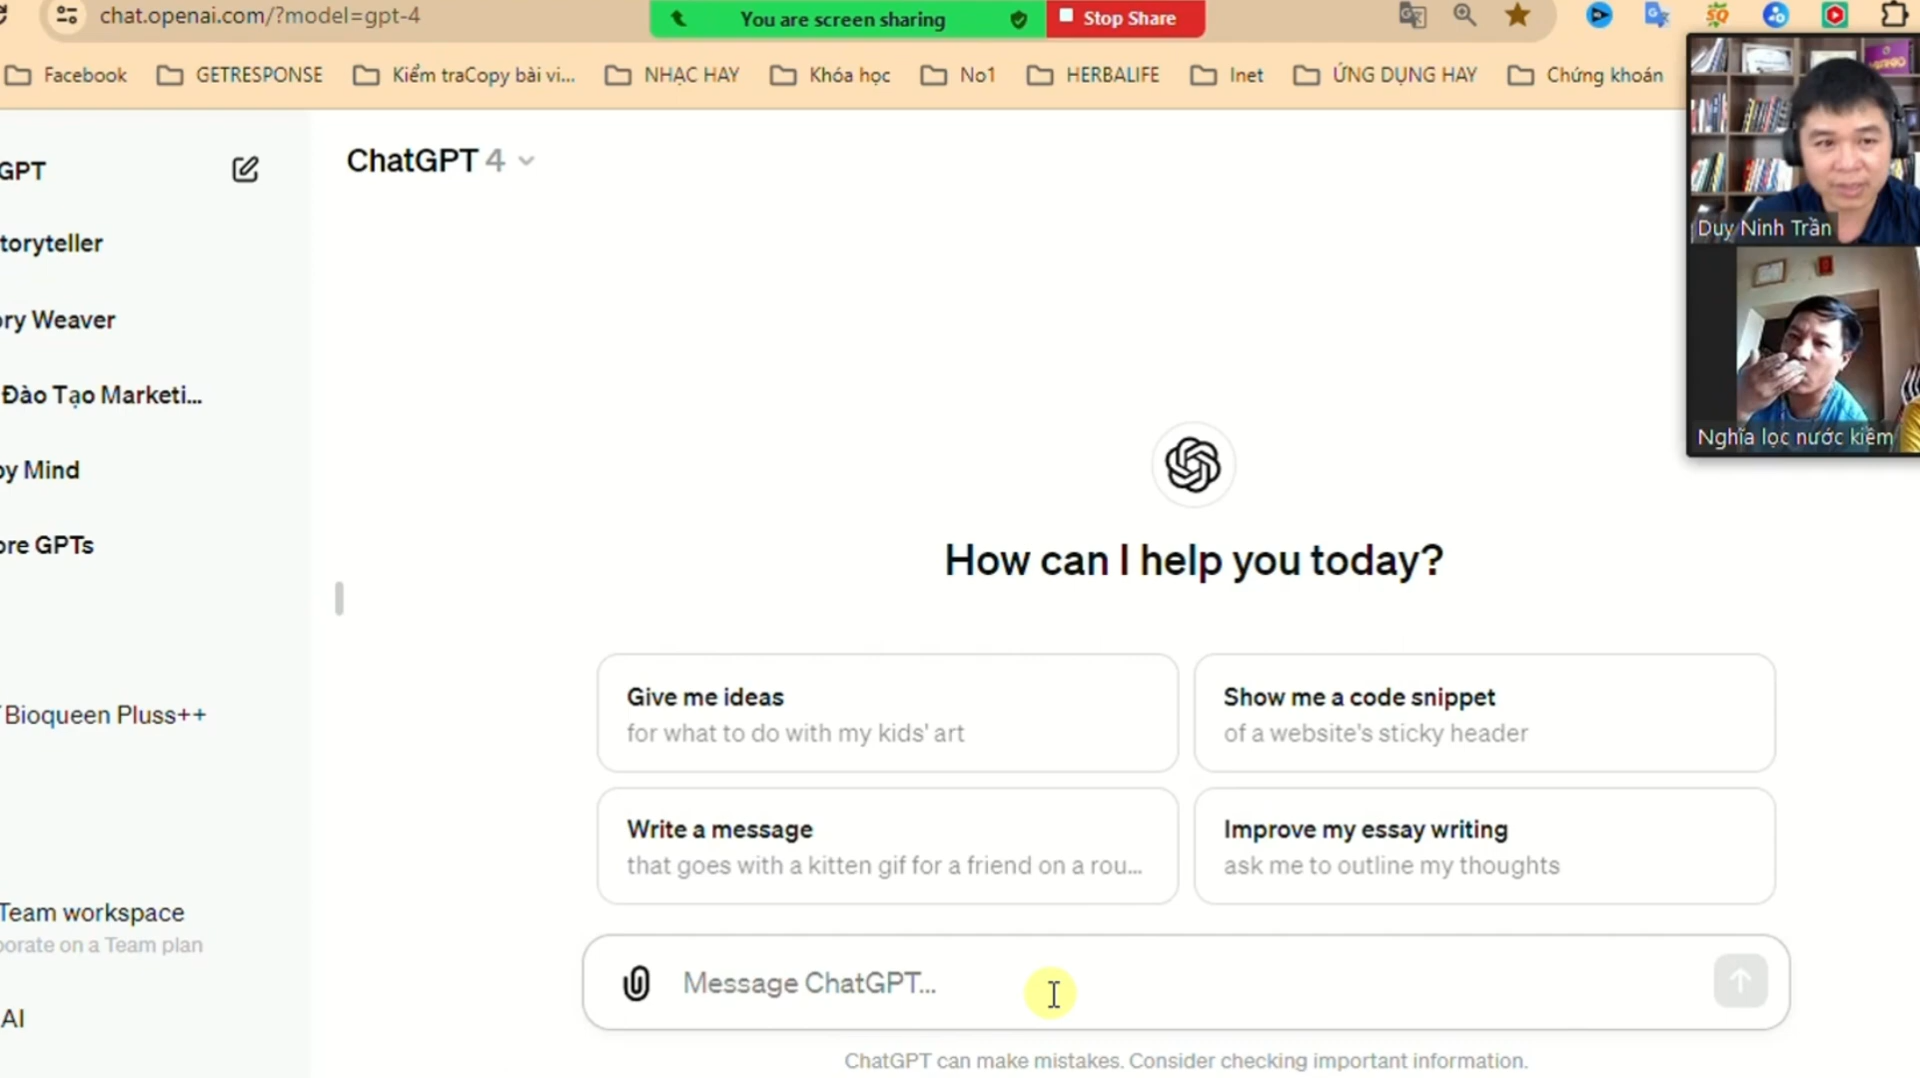 chat.openai.com/?model=gpt-4
You are screen sharing
Stop Share
Facebook
GETRESPONSE
Kiểm traCopy bài vi...
NHẠC HAY
Khóa học
No1
HERBALIFE
Inet
ỨNG DỤNG HAY
Chứng khoán
GPT
toryteller
ory Weaver
Đào Tạo Marketi...
by Mind
ore GPTs
Bioqueen Pluss++
Team workspace
borate on a Team plan
AI
ChatGPT 4
Duy Ninh Trần
Nghĩa lọc nước kiềm
How can I help you today?
Give me ideas
for what to do with my kids' art
Show me a code snippet
of a website's sticky header
Write a message
that goes with a kitten gif for a friend on a rou...
Improve my essay writing
ask me to outline my thoughts
Message ChatGPT...
ChatGPT can make mistakes. Consider checking important information.